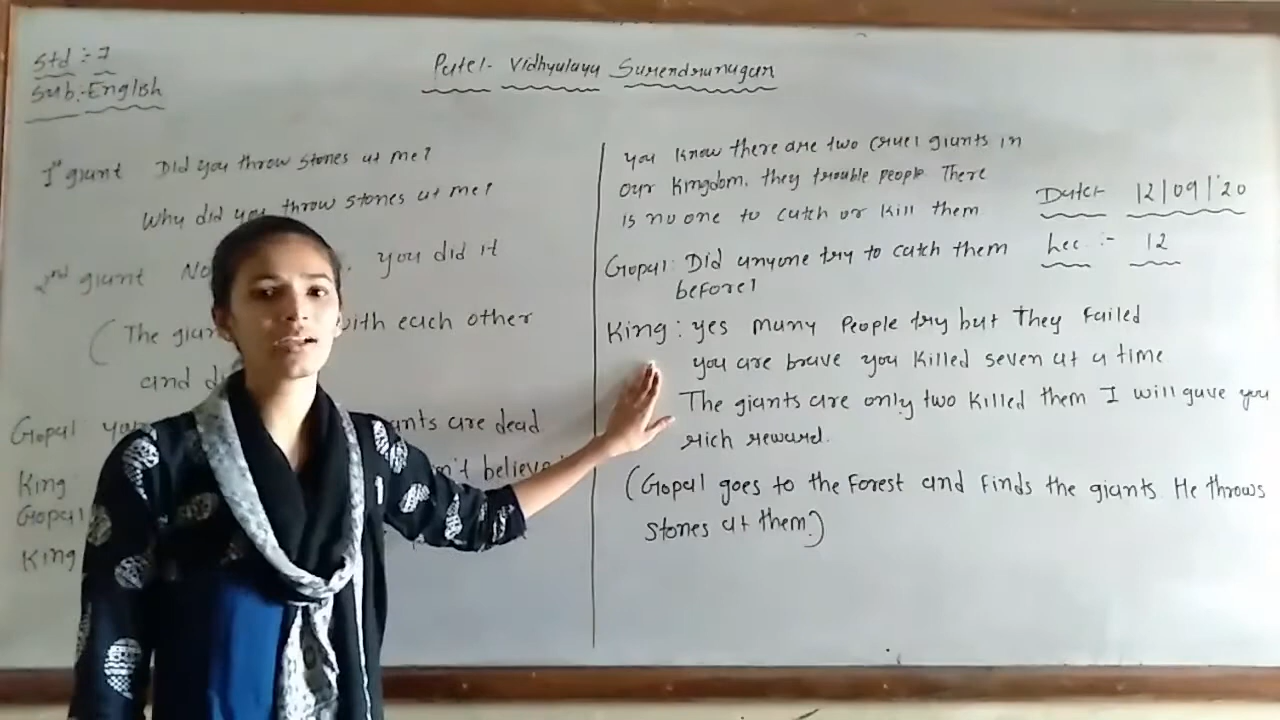 Std :- 7
Sub:- English
Patel- Vidhyalaya Surendranagar
1st giant Did you throw stones at me?
Why did you throw stones at me?
2nd giant No you did it
(The with each other
and
Gopal are dead
King believe
Gopal
King
you know there are two cruel giants in
our kingdom. they trouble people There
is no one to catch or kill them
Gopal: Did anyone try to catch them
before?
King : yes many People try but They Failed
you are brave you killed seven at a time
The giants are only two killed them I will gave you
rich reward.
(Gopal goes to the Forest and Finds the giants. He throws
stones at them.)
Date:- 12/09/'20
Lec :- 12